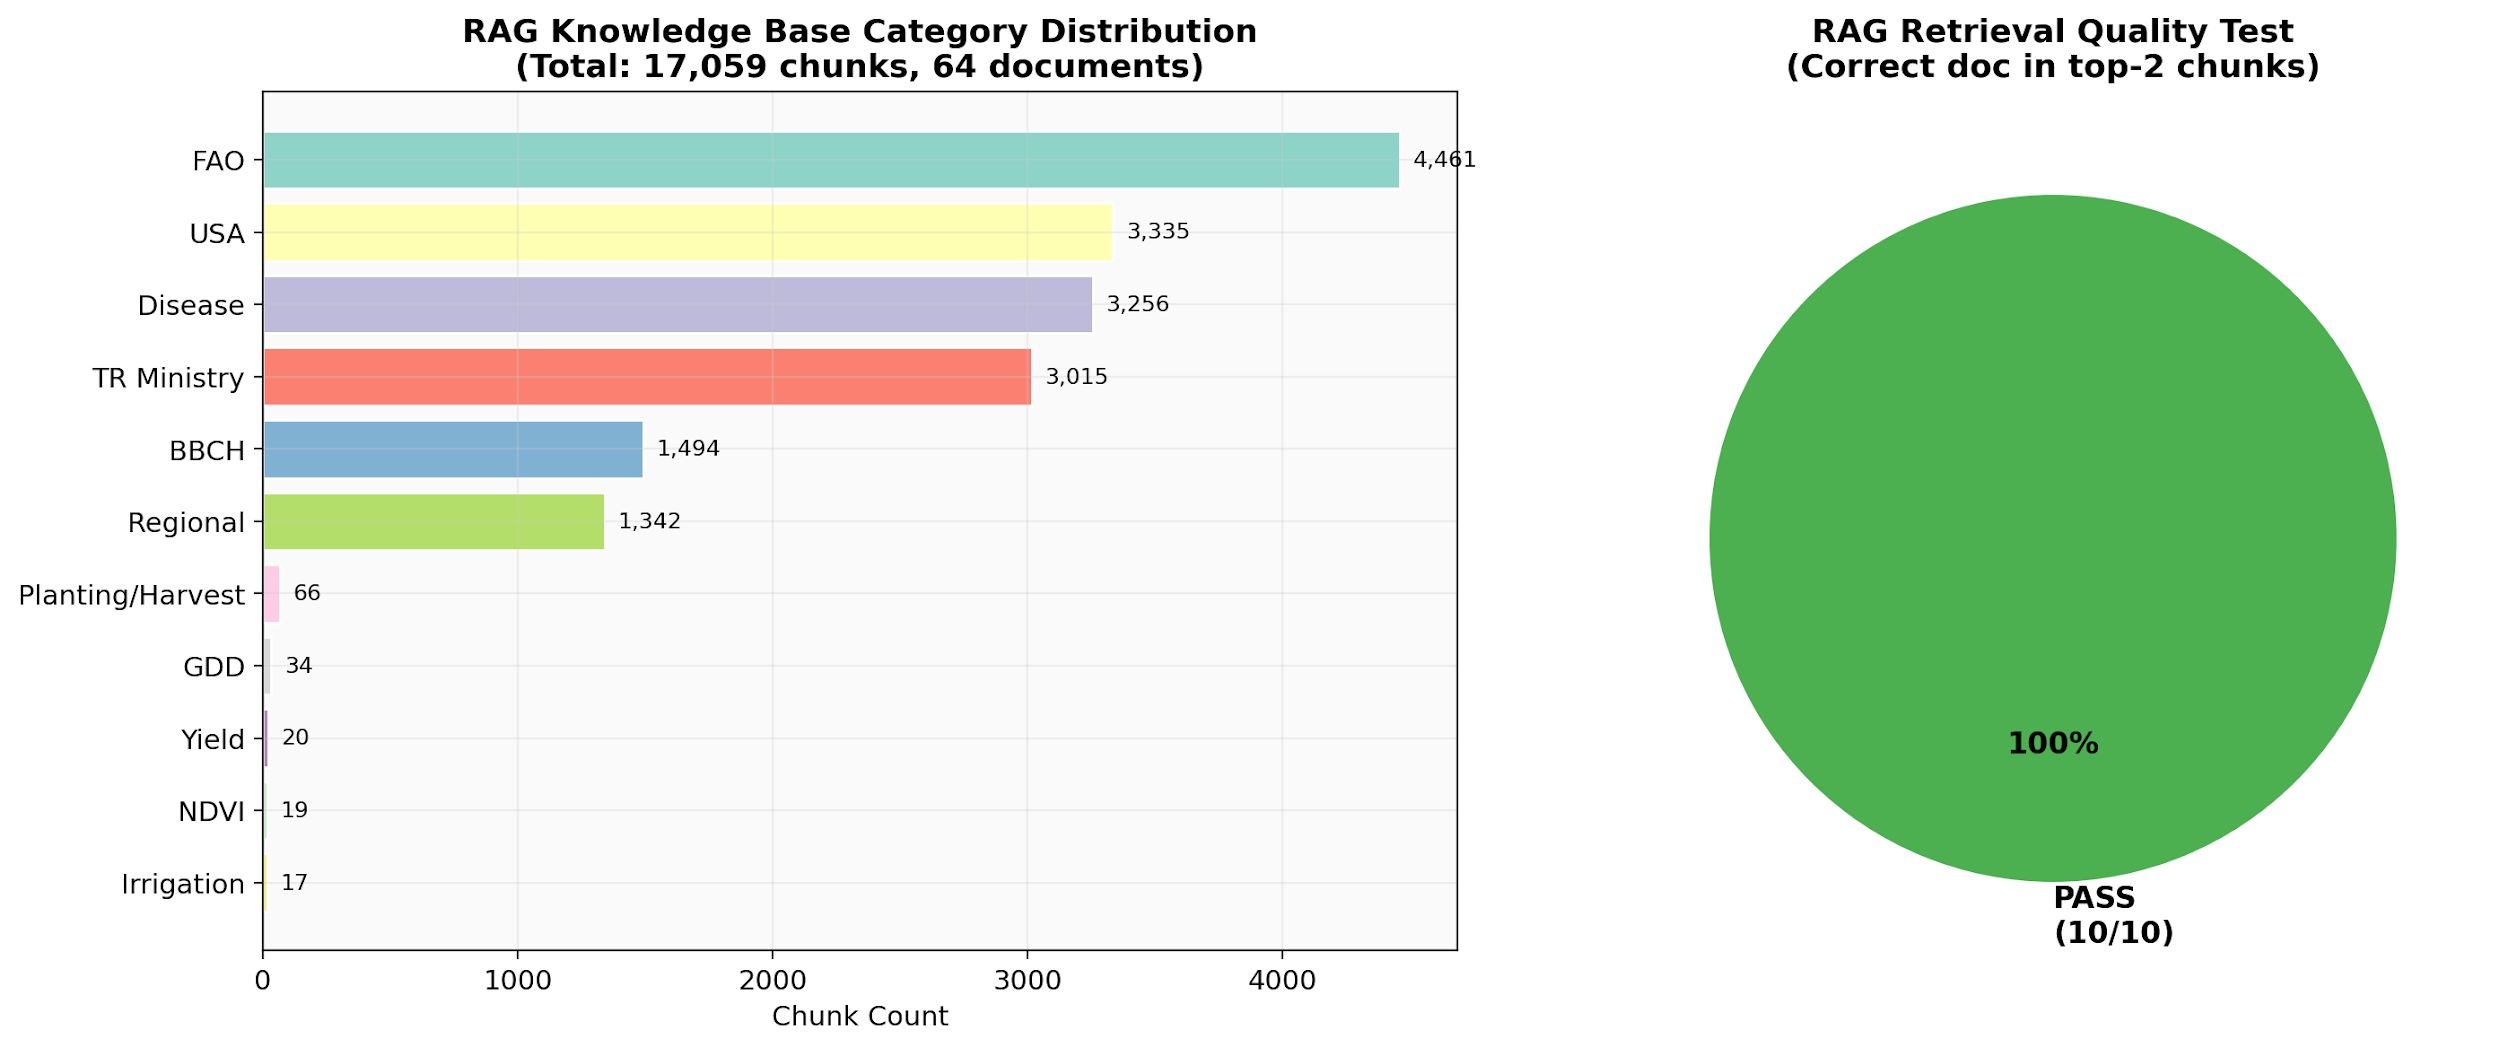 RAG Knowledge Base Category Distribution
(Total: 17,059 chunks, 64 documents)
FAO
4,461
USA
3,335
Disease
3,256
TR Ministry
3,015
BBCH
1,494
Regional
1,342
Planting/Harvest
66
GDD
34
Yield
20
NDVI
19
Irrigation
17
0 1000 2000 3000 4000
Chunk Count
RAG Retrieval Quality Test
(Correct doc in top-2 chunks)
100%
PASS
(10/10)